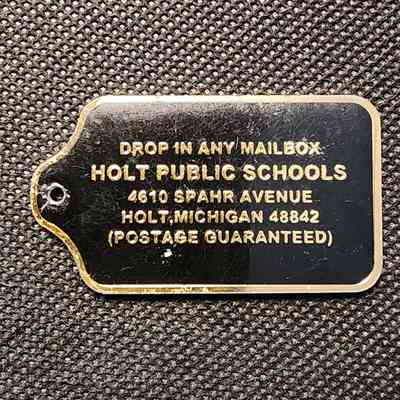 DROP IN ANY MAILBOX
HOLT PUBLIC SCHOOLS
4610 SPAHR AVENUE
HOLT,MICHIGAN 48842
(POSTAGE GUARANTEED)